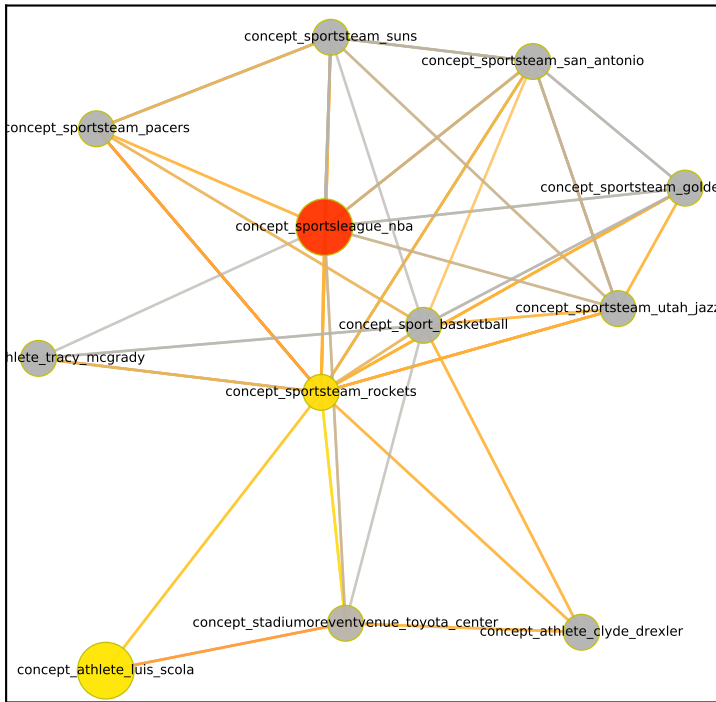 concept_sportsteam_suns
concept_sportsteam_san_antonio
concept_sportsteam_pacers
concept_sportsteam_golde
concept_sportsleague_nba
concept_sportsteam_utah_jazz
concept_sport_basketball
hlete_tracy_mcgrady
concept_sportsteam_rockets
concept_stadiumoreventvenue_toyota_center
concept_athlete_clyde_drexler
concept_athlete_luis_scola